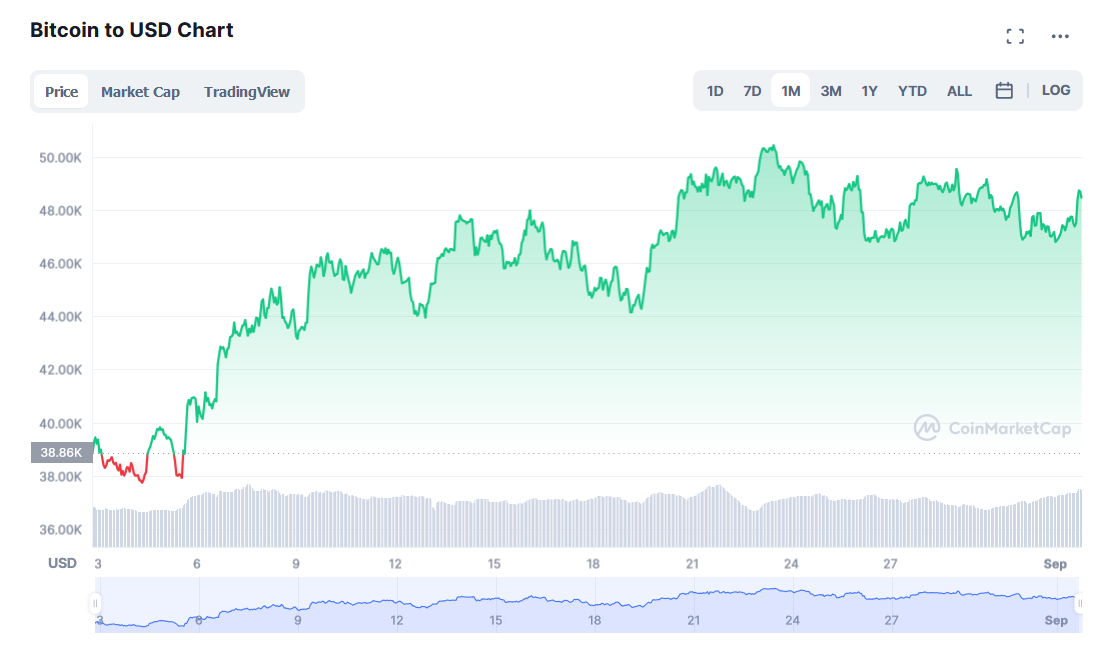 Bitcoin to USD Chart
Price Market Cap TradingView
1D 7D 1M 3M 1Y YTD ALL LOG
50.00K
48.00K
46.00K
44.00K
42.00K
40.00K
38.86K
38.00K
36.00K
CoinMarketCap
USD 3 6 9 12 15 18 21 24 27 Sep
3 6 9 12 15 18 21 24 27 Sep